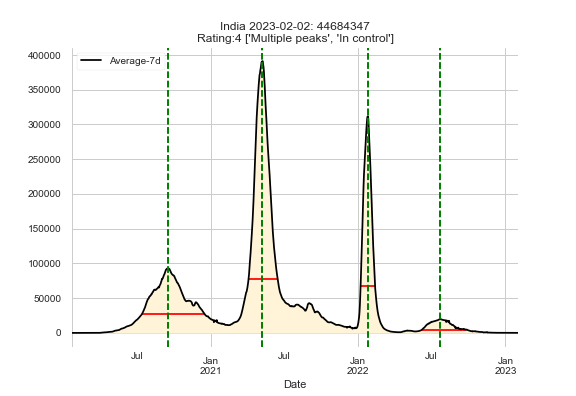 India 2023-02-02: 44684347
Rating:4 ['Multiple peaks', 'In control']
Average-7d
400000
350000
300000
250000
200000
150000
100000
50000
0
Jul
Jan
2021
Jul
Jan
2022
Jul
Jan
2023
Date